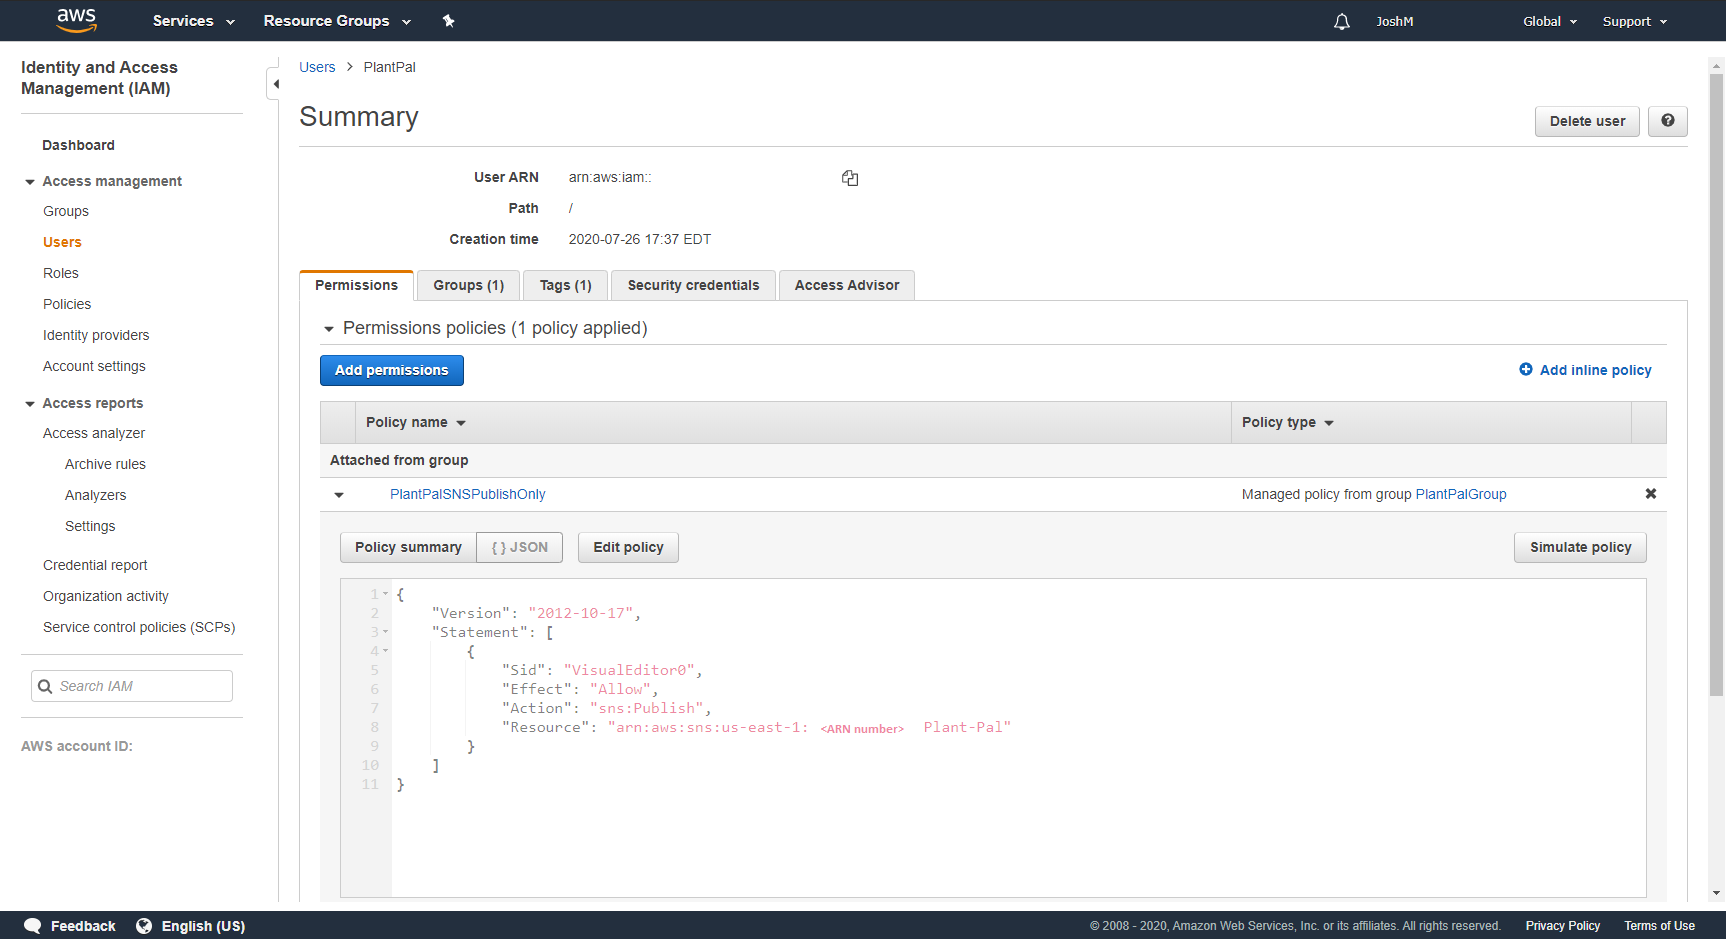 aws Services Resource Groups JoshM Global Support
Identity and Access
Management (IAM)
Dashboard
Access management
Groups
Users
Roles
Policies
Identity providers
Account settings
Access reports
Access analyzer
Archive rules
Analyzers
Settings
Credential report
Organization activity
Service control policies (SCPs)
Search IAM
AWS account ID:
Users > PlantPal
Summary
Delete user
User ARN arn:aws:iam::
Path /
Creation time 2020-07-26 17:37 EDT
Permissions Groups (1) Tags (1) Security credentials Access Advisor
Permissions policies (1 policy applied)
Add permissions Add inline policy
Policy name Policy type
Attached from group
PlantPalSNSPublishOnly Managed policy from group PlantPalGroup
Policy summary { } JSON Edit policy Simulate policy
1 {
2 "Version": "2012-10-17",
3 "Statement": [
4 {
5 "Sid": "VisualEditor0",
6 "Effect": "Allow",
7 "Action": "sns:Publish",
8 "Resource": "arn:aws:sns:us-east-1: <ARN number> Plant-Pal"
9 }
10 ]
11 }
Feedback English (US) © 2008 - 2020, Amazon Web Services, Inc. or its affiliates. All rights reserved. Privacy Policy Terms of Use